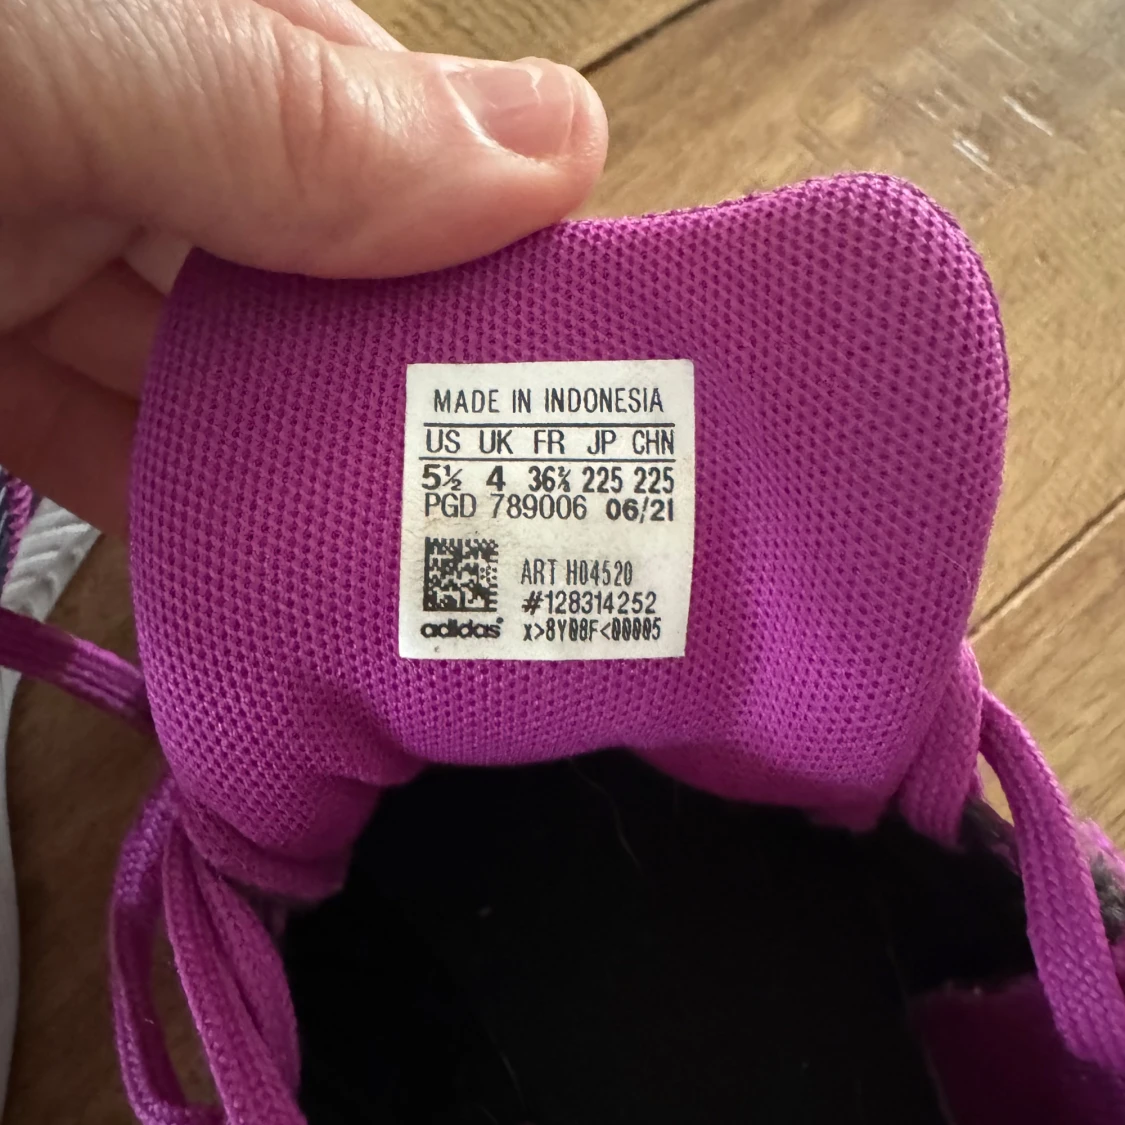 MADE IN INDONESIA
US UK FR JP CHN
5½ 4 36⅔ 225 225
PGD 789006 06/21
ART H04520
#128314252
adidas® x>8Y08F<00005